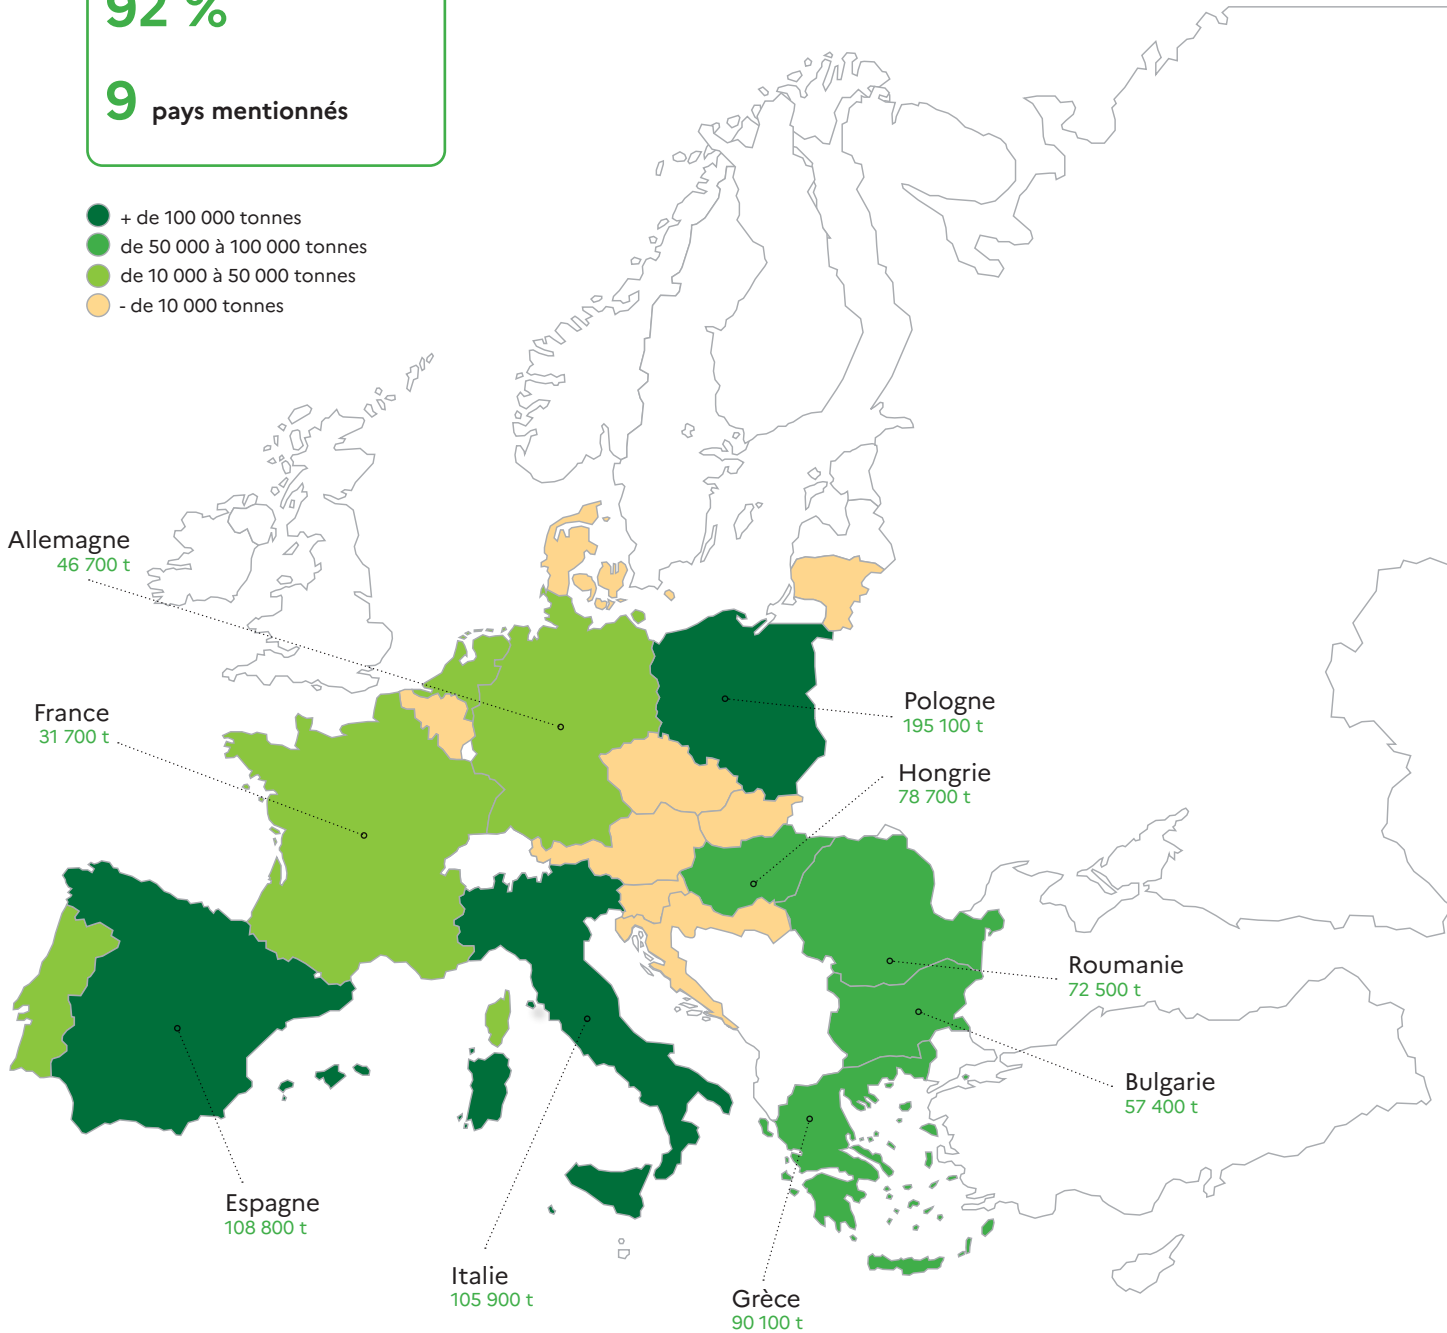 92 %
9 pays mentionnés
+ de 100 000 tonnes
de 50 000 à 100 000 tonnes
de 10 000 à 50 000 tonnes
- de 10 000 tonnes
Allemagne
46 700 t
France
31 700 t
Pologne
195 100 t
Hongrie
78 700 t
Roumanie
72 500 t
Bulgarie
57 400 t
Espagne
108 800 t
Italie
105 900 t
Grèce
90 100 t